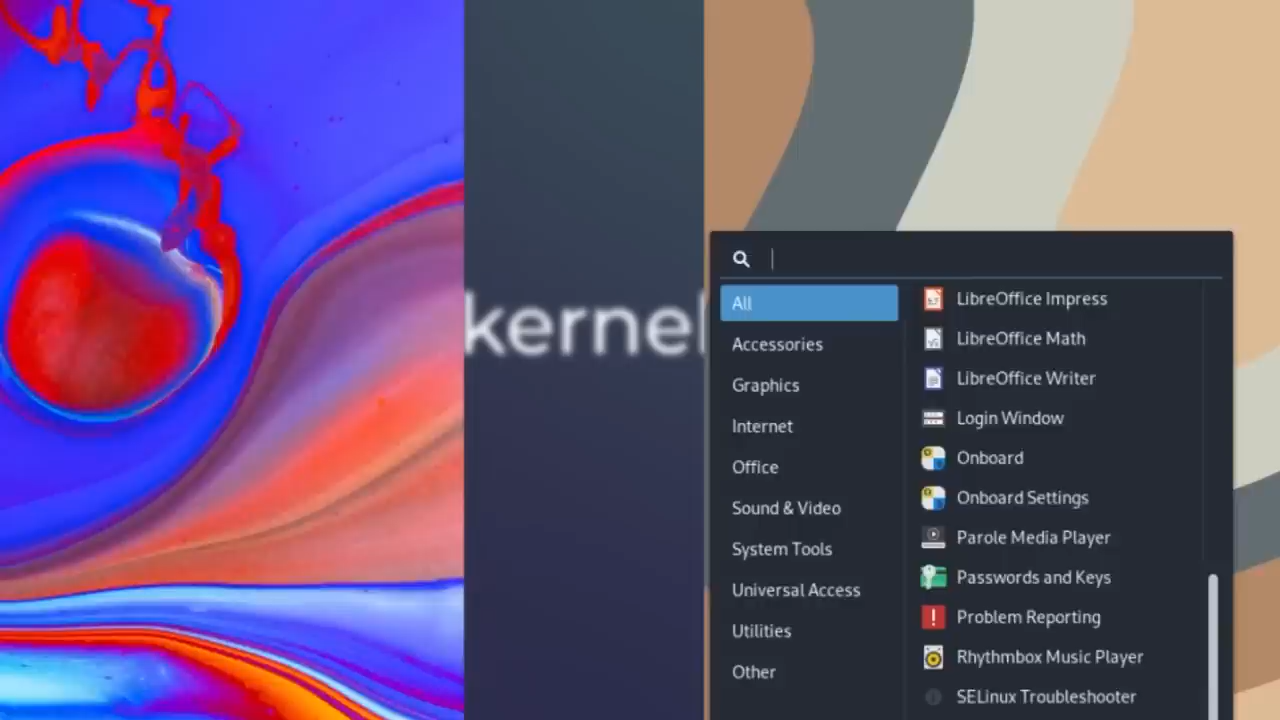 kernel
All
Accessories
Graphics
Internet
Office
Sound & Video
System Tools
Universal Access
Utilities
Other
LibreOffice Impress
LibreOffice Math
LibreOffice Writer
Login Window
Onboard
Onboard Settings
Parole Media Player
Passwords and Keys
Problem Reporting
Rhythmbox Music Player
SELinux Troubleshooter